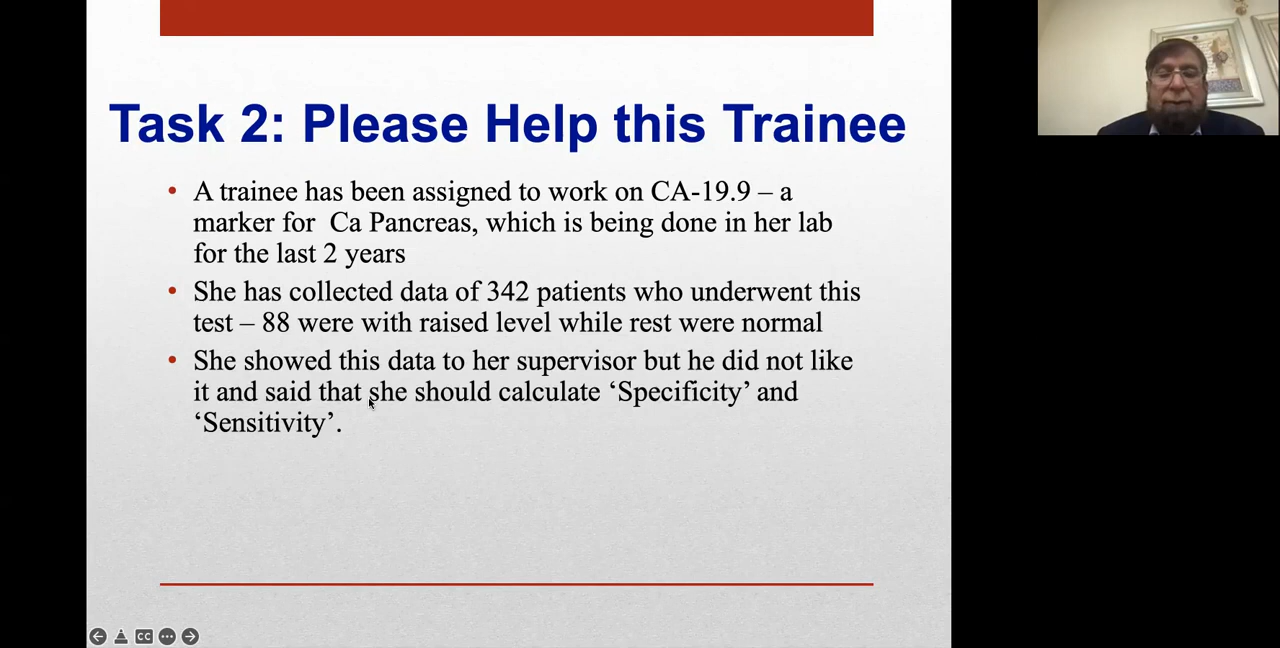 Task 2: Please Help this Trainee
• A trainee has been assigned to work on CA-19.9 – a
marker for  Ca Pancreas, which is being done in her lab
for the last 2 years
• She has collected data of 342 patients who underwent this
test – 88 were with raised level while rest were normal
• She showed this data to her supervisor but he did not like
it and said that she should calculate ‘Specificity’ and
‘Sensitivity’.
CC